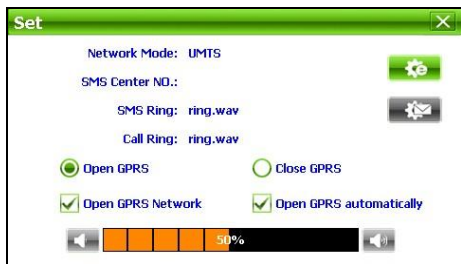 Set
Network Mode: UMTS
SMS Center NO.:
SMS Ring: ring.wav
Call Ring: ring.wav
Open GPRS Close GPRS
Open GPRS Network Open GPRS automatically
50%